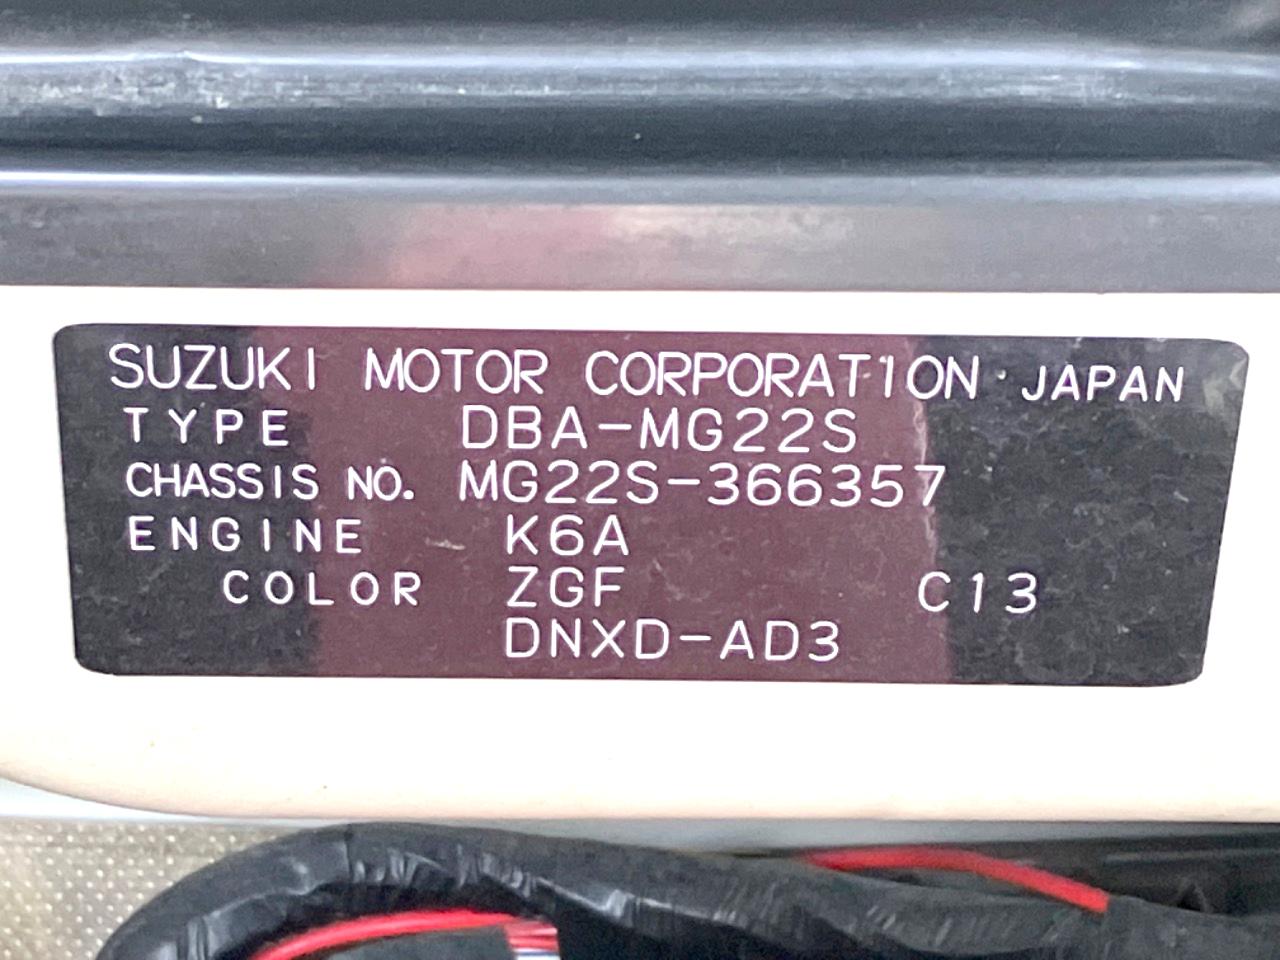 SUZUKI MOTOR CORPORATION · JAPAN
TYPE DBA-MG22S
CHASSIS NO. MG22S-366357
ENGINE K6A
COLOR ZGF C13
DNXD-AD3